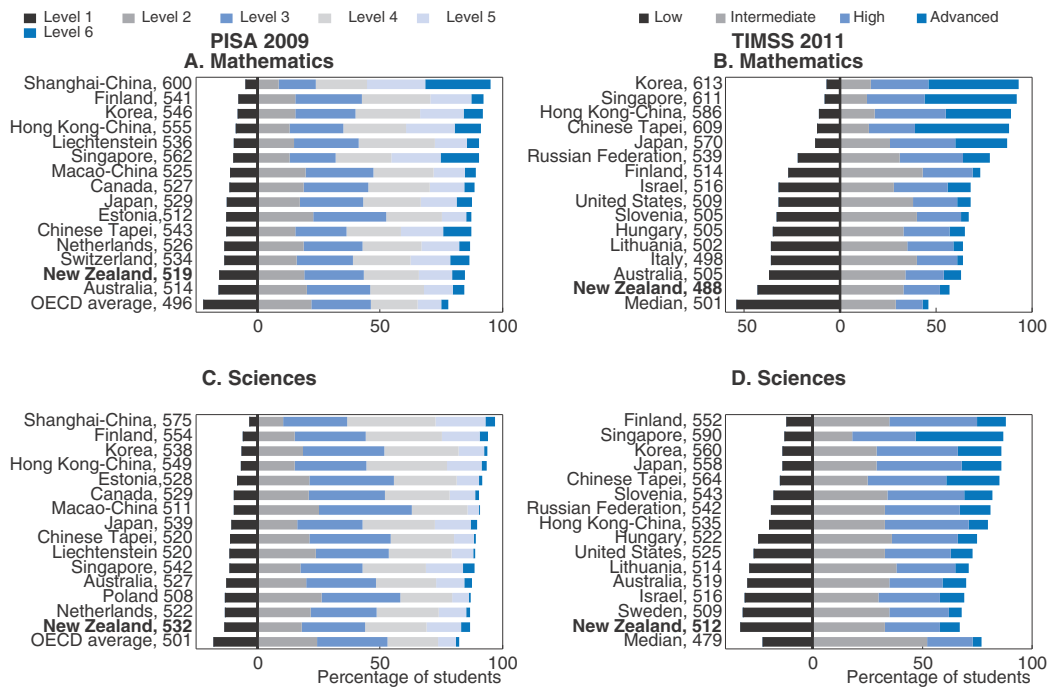 Level 1 Level 2 Level 3 Level 4 Level 5
Level 6
Low Intermediate High Advanced
PISA 2009
A. Mathematics
Shanghai-China, 600
Finland, 541
Korea, 546
Hong Kong-China, 555
Liechtenstein 536
Singapore, 562
Macao-China 525
Canada, 527
Japan, 529
Estonia,512
Chinese Tapei, 543
Netherlands, 526
Switzerland, 534
New Zealand, 519
Australia, 514
OECD average, 496
0 50 100
TIMSS 2011
B. Mathematics
Korea, 613
Singapore, 611
Hong Kong-China, 586
Chinese Tapei, 609
Japan, 570
Russian Federation, 539
Finland, 514
Israel, 516
United States, 509
Slovenia, 505
Hungary, 505
Lithuania, 502
Italy, 498
Australia, 505
New Zealand, 488
Median, 501
50 0 50 100
C. Sciences
Shanghai-China, 575
Finland, 554
Korea, 538
Hong Kong-China, 549
Estonia,528
Canada, 529
Macao-China 511
Japan, 539
Chinese Tapei, 520
Liechtenstein 520
Singapore, 542
Australia, 527
Poland 508
Netherlands, 522
New Zealand, 532
OECD average, 501
0 50 100
Percentage of students
D. Sciences
Finland, 552
Singapore, 590
Korea, 560
Japan, 558
Chinese Tapei, 564
Slovenia, 543
Russian Federation, 542
Hong Kong-China, 535
Hungary, 522
United States, 525
Lithuania, 514
Australia, 519
Israel, 516
Sweden, 509
New Zealand, 512
Median, 479
0 50 100
Percentage of students